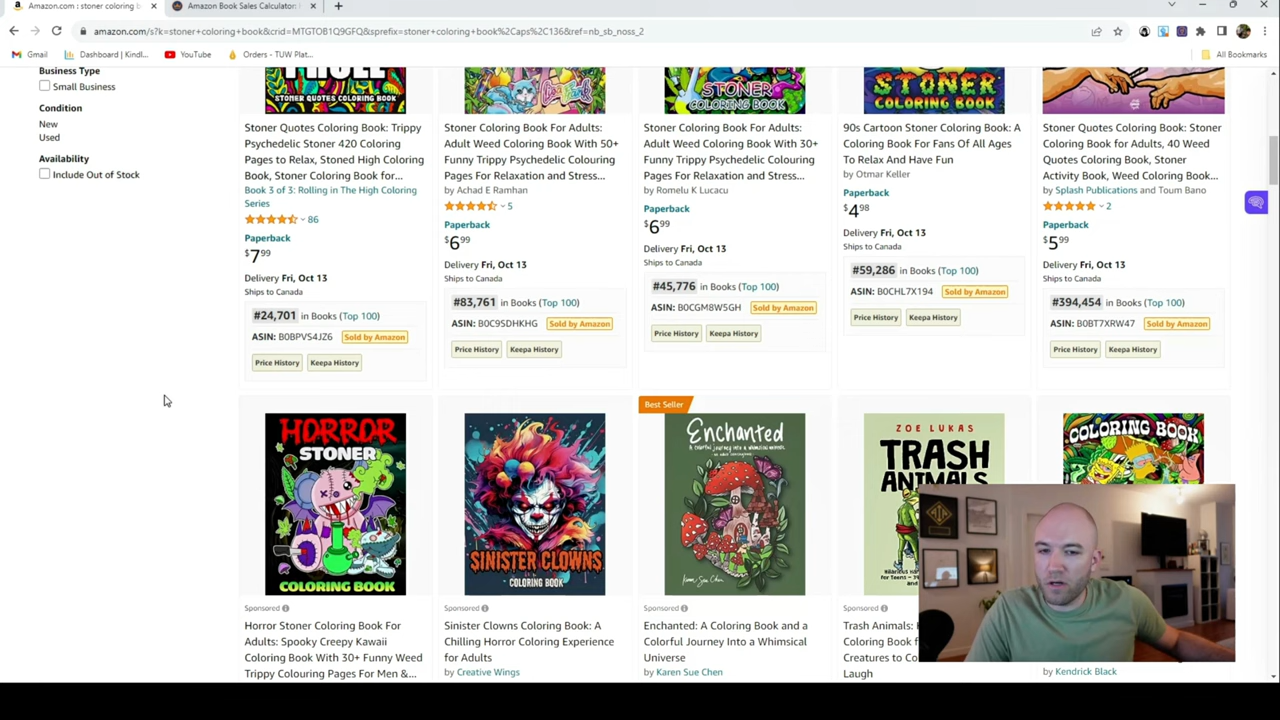 Amazon.com : stoner coloring b
Amazon Book Sales Calculator:
amazon.com/s?k=stoner+coloring+book&crid=MTGTOB1Q9GFQ&sprefix=stoner+coloring+book%2Caps%2C136&ref=nb_sb_noss_2
Gmail
Dashboard | Kindl...
YouTube
Orders - TUW Plat...
All Bookmarks
Business Type
Small Business
Condition
New
Used
Availability
Include Out of Stock
STONER QUOTES COLORING BOOK
Stoner Quotes Coloring Book: Trippy
Psychedelic Stoner 420 Coloring
Pages to Relax, Stoned High Coloring
Book, Stoner Coloring Book for...
Book 3 of 3: Rolling in The High Coloring
Series
86
Paperback
$7.99
Delivery Fri, Oct 13
Ships to Canada
#24,701 in Books (Top 100)
ASIN: B0BPVS4JZ6 Sold by Amazon
Price History Keepa History
Stoner Coloring Book For Adults:
Adult Weed Coloring Book With 50+
Funny Trippy Psychedelic Colouring
Pages For Relaxation and Stress...
by Achad E Ramhan
5
Paperback
$6.99
Delivery Fri, Oct 13
Ships to Canada
#83,761 in Books (Top 100)
ASIN: B0C9SDHKHG Sold by Amazon
Price History Keepa History
STONER
COLORING BOOK
Stoner Coloring Book For Adults:
Adult Weed Coloring Book With 30+
Funny Trippy Psychedelic Colouring
Pages For Relaxation and Stress...
by Romelu K Lucacu
Paperback
$6.99
Delivery Fri, Oct 13
Ships to Canada
#45,776 in Books (Top 100)
ASIN: B0CGM8W5GH Sold by Amazon
Price History Keepa History
STONER
COLORING BOOK
90s Cartoon Stoner Coloring Book: A
Coloring Book For Fans Of All Ages
To Relax And Have Fun
by Otmar Keller
Paperback
$4.98
Delivery Fri, Oct 13
Ships to Canada
#59,286 in Books (Top 100)
ASIN: B0CHL7X194 Sold by Amazon
Price History Keepa History
Stoner Quotes Coloring Book: Stoner
Coloring Book for Adults, 40 Weed
Quotes Coloring Book, Stoner
Activity Book, Weed Coloring Book...
by Splash Publications and Toum Bano
2
Paperback
$5.99
Delivery Fri, Oct 13
Ships to Canada
#394,454 in Books (Top 100)
ASIN: B0BT7XRW47 Sold by Amazon
Price History Keepa History
HORROR
STONER
COLORING BOOK
Sponsored
Horror Stoner Coloring Book For
Adults: Spooky Creepy Kawaii
Coloring Book With 30+ Funny Weed
Trippy Colouring Pages For Men &...
SINISTER CLOWNS
COLORING BOOK
Sponsored
Sinister Clowns Coloring Book: A
Chilling Horror Coloring Experience
for Adults
by Creative Wings
Best Seller
Enchanted
Karen Sue Chen
Sponsored
Enchanted: A Coloring Book and a
Colorful Journey Into a Whimsical
Universe
by Karen Sue Chen
ZOE LUKAS
TRASH
ANIMALS
Sponsored
Trash Animals:
Coloring Book
Creatures to Co
Laugh
COLORING BOOK
by Kendrick Black